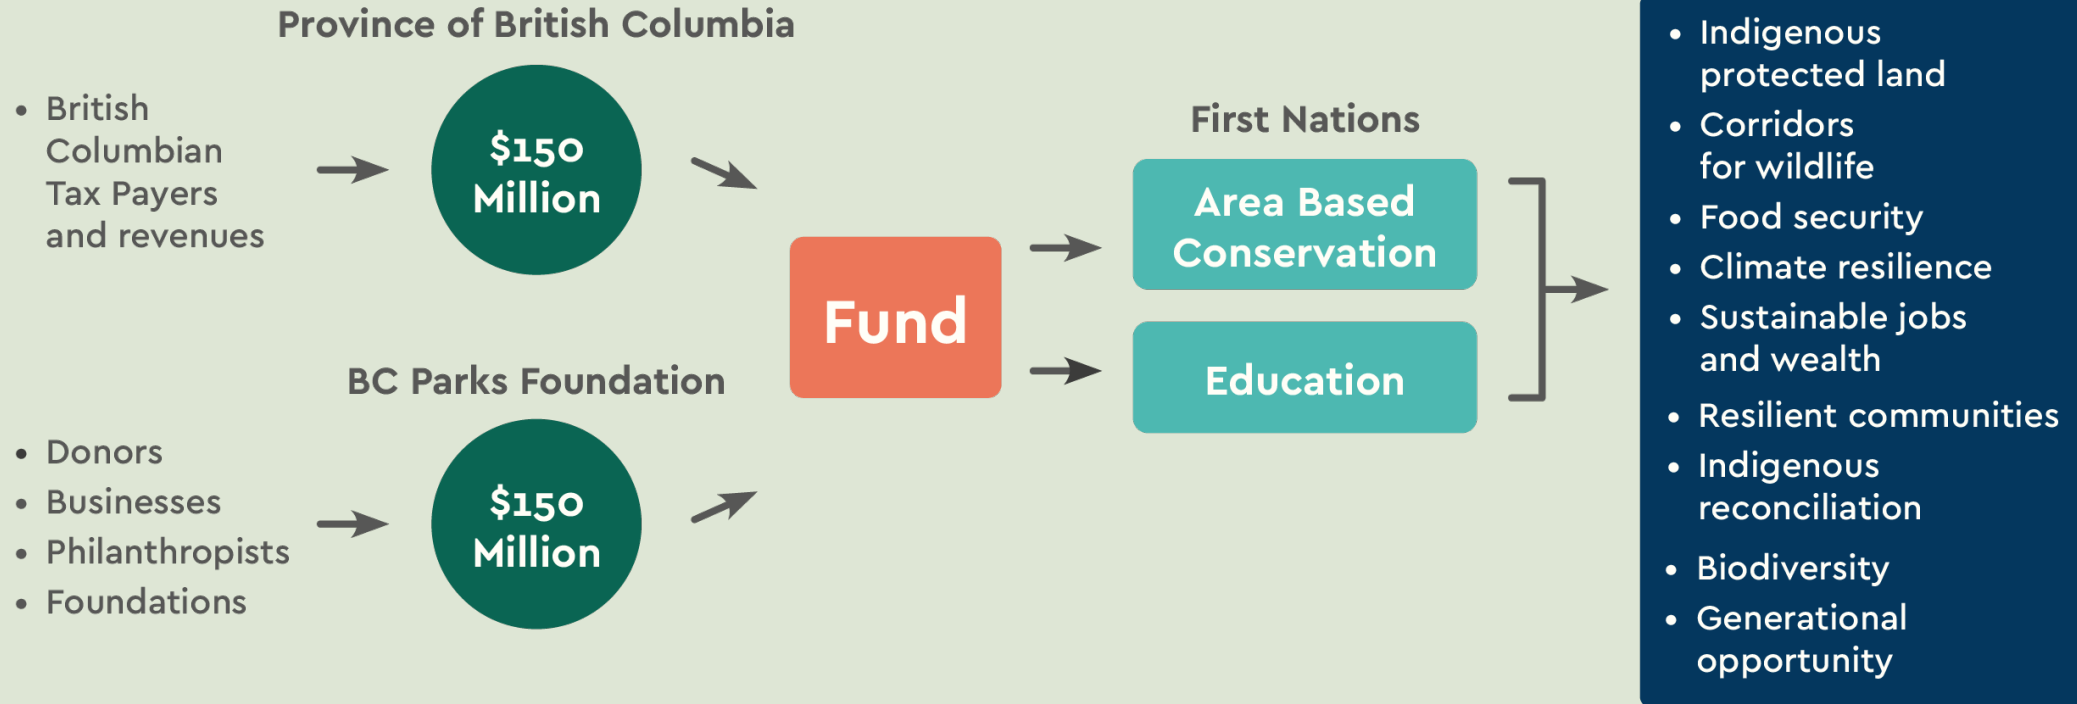 Province of British Columbia
• British
Columbian
Tax Payers
and revenues
$150
Million
BC Parks Foundation
• Donors
• Businesses
• Philanthropists
• Foundations
$150
Million
Fund
First Nations
Area Based
Conservation
Education
• Indigenous
protected land
• Corridors
for wildlife
• Food security
• Climate resilience
• Sustainable jobs
and wealth
• Resilient communities
• Indigenous
reconciliation
• Biodiversity
• Generational
opportunity